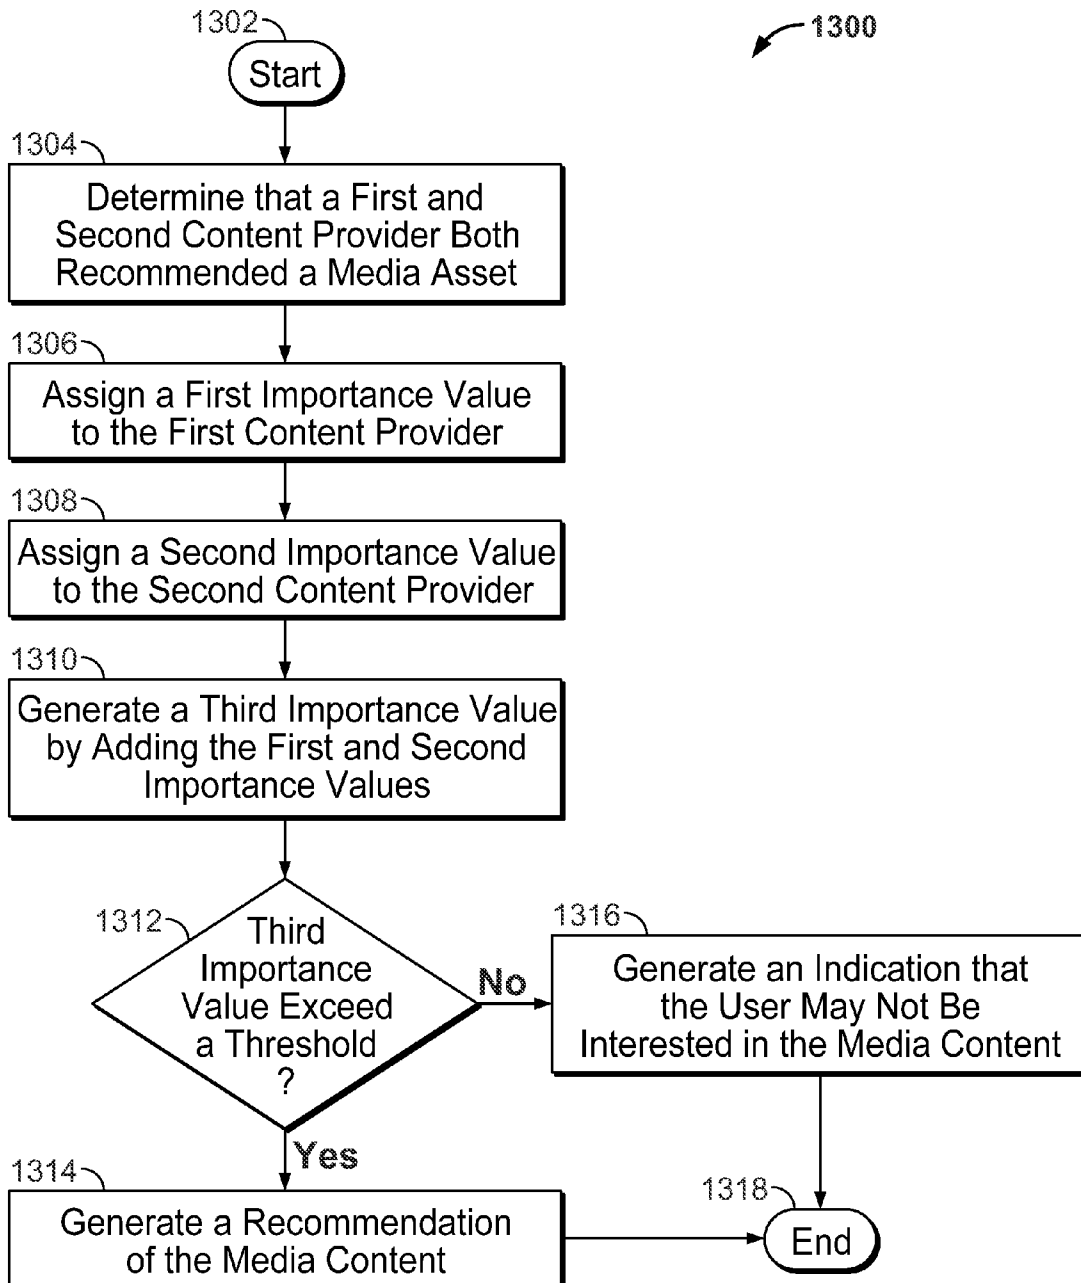 1302
1300
Start
1304
Determine that a First and
Second Content Provider Both
Recommended a Media Asset
1306
Assign a First Importance Value
to the First Content Provider
1308
Assign a Second Importance Value
to the Second Content Provider
1310
Generate a Third Importance Value
by Adding the First and Second
Importance Values
1312
Third
Importance
Value Exceed
a Threshold
?
No
1316
Generate an Indication that
the User May Not Be
Interested in the Media Content
Yes
1314
Generate a Recommendation
of the Media Content
1318
End